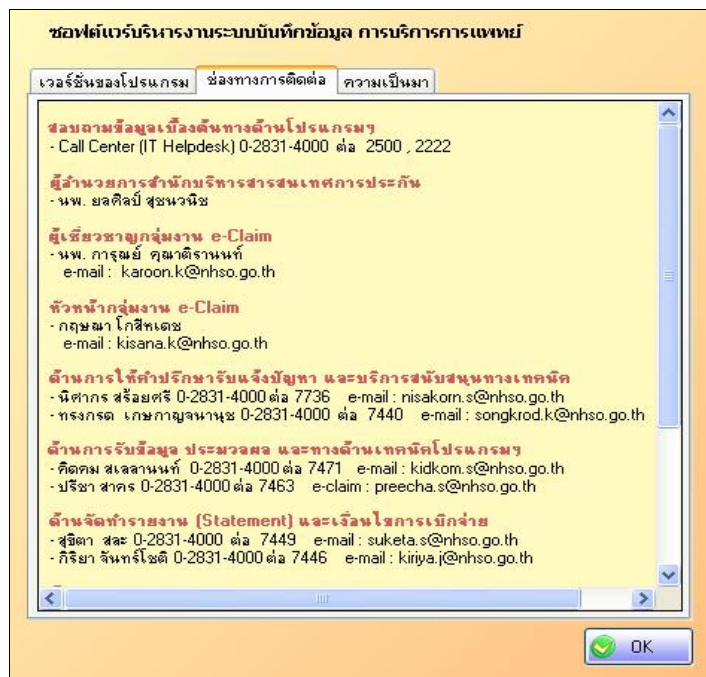 ซอฟต์แวร์บริหารงานระบบบันทึกข้อมูล การบริการการแพทย์
เวอร์ชั่นของโปรแกรม ช่องทางการติดต่อ ความเป็นมา
สอบถามข้อมูลเบื้องต้นทางด้านโปรแกรมฯ
- Call Center (IT Helpdesk) 0-2831-4000 ต่อ 2500 , 2222
ผู้อำนวยการสำนักบริหารสารสนเทศการประกัน
- นพ. ยลศิลป์ สุชนวนิช
ผู้เชี่ยวชาญกลุ่มงาน e-Claim
- นพ. การุณย์ คุณติรานนท์
e-mail : karoon.k@nhso.go.th
หัวหน้ากลุ่มงาน e-Claim
- กฤษณา โกสีหเดช
e-mail : kisana.k@nhso.go.th
ด้านการให้คำปรึกษารับแจ้งปัญหา และบริการสนับสนุนทางเทคนิค
- นิศากร สร้อยศรี 0-2831-4000 ต่อ 7736 e-mail : nisakorn.s@nhso.go.th
- ทรงกรด เกษกาญจนานุช 0-2831-4000 ต่อ 7440 e-mail : songkrod.k@nhso.go.th
ด้านการรับข้อมูล ประมวลผล และทางด้านเทคนิคโปรแกรมฯ
- คิดคม สเลลานนท์ 0-2831-4000 ต่อ 7471 e-mail : kidkom.s@nhso.go.th
- ปรีชา สาคร 0-2831-4000 ต่อ 7463 e-claim : preecha.s@nhso.go.th
ด้านจัดทำรายงาน (Statement) และเงื่อนไขการเบิกจ่าย
- สุขิตา สละ 0-2831-4000 ต่อ 7449 e-mail : suketa.s@nhso.go.th
- กิริยา จันทร์โชติ 0-2831-4000 ต่อ 7446 e-mail : kiriya.j@nhso.go.th
OK